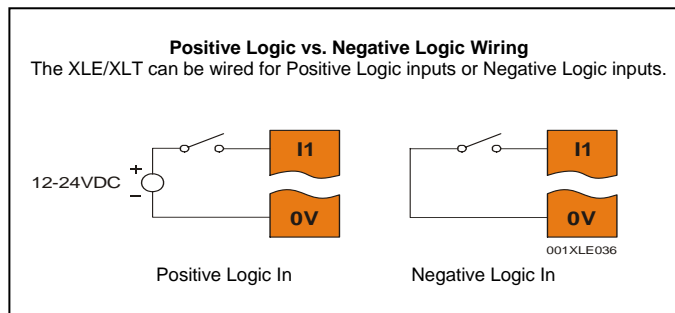 Positive Logic vs. Negative Logic Wiring
The XLE/XLT can be wired for Positive Logic inputs or Negative Logic inputs.
I1
I1
+
12-24VDC
−
0V
0V
001XLE036
Positive Logic In
Negative Logic In